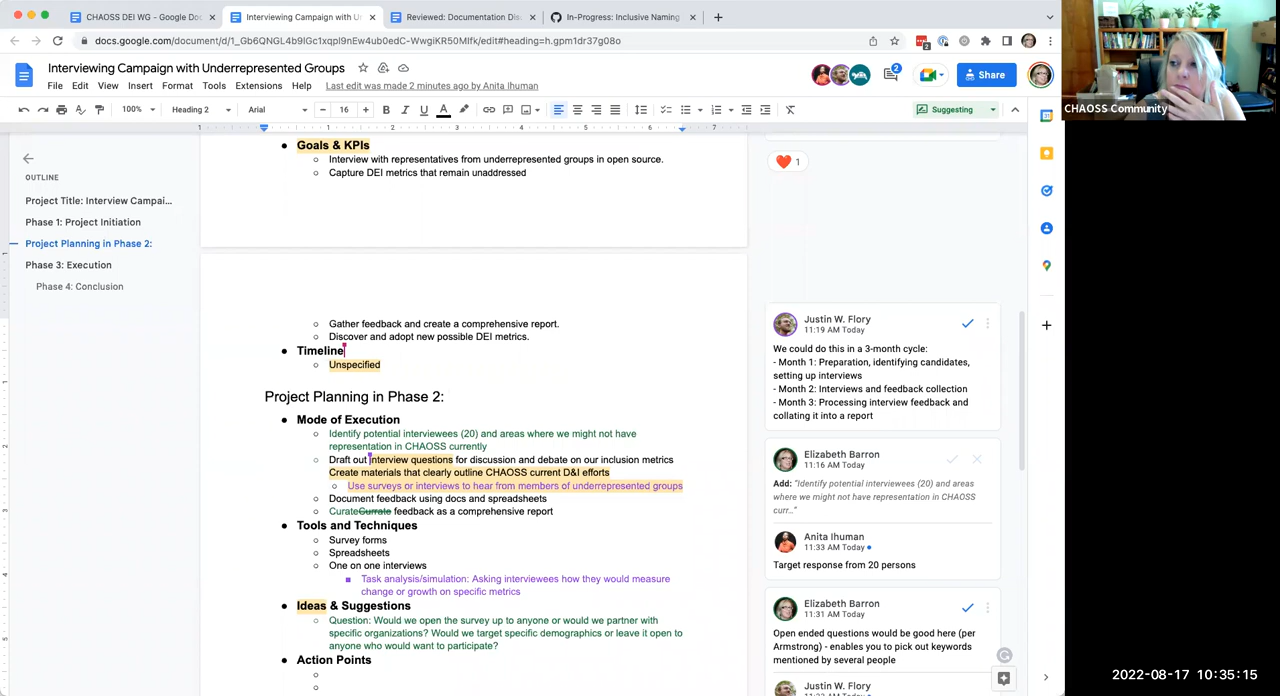 CHAOSS DEI WG - Google Doc
Interviewing Campaign with Un
Reviewed: Documentation Dis
In-Progress: Inclusive Naming
docs.google.com/document/d/1_Gb6QNGL4b9lGc1xqpl9nEw4ub0edC-WwgiKR50MIfk/edit#heading=h.gpm1dr37g08o
Interviewing Campaign with Underrepresented Groups
File Edit View Insert Format Tools Extensions Help Last edit was made 2 minutes ago by Anita Ihuman
2
Share
100% Heading 2 Arial 16 B I U A Suggesting
CHAOSS Community
1 1 2 3 4 5 6 7
OUTLINE
Project Title: Interview Campai...
Phase 1: Project Initiation
Project Planning in Phase 2:
Phase 3: Execution
Phase 4: Conclusion
Goals & KPIs
Interview with representatives from underrepresented groups in open source.
Capture DEI metrics that remain unaddressed
Gather feedback and create a comprehensive report.
Discover and adopt new possible DEI metrics.
Timeline
Unspecified
Project Planning in Phase 2:
Mode of Execution
Identify potential interviewees (20) and areas where we might not have
representation in CHAOSS currently
Draft out interview questions for discussion and debate on our inclusion metrics
Create materials that clearly outline CHAOSS current D&I efforts
Use surveys or interviews to hear from members of underrepresented groups
Document feedback using docs and spreadsheets
CurateCurrate feedback as a comprehensive report
Tools and Techniques
Survey forms
Spreadsheets
One on one interviews
Task analysis/simulation: Asking interviewees how they would measure
change or growth on specific metrics
Ideas & Suggestions
Question: Would we open the survey up to anyone or would we partner with
specific organizations? Would we target specific demographics or leave it open to
anyone who would want to participate?
Action Points
1
Justin W. Flory
11:19 AM Today
We could do this in a 3-month cycle:
- Month 1: Preparation, identifying candidates,
setting up interviews
- Month 2: Interviews and feedback collection
- Month 3: Processing interview feedback and
collating it into a report
Elizabeth Barron
11:16 AM Today
Add: "Identify potential interviewees (20) and areas
where we might not have representation in CHAOSS
curr..."
Anita Ihuman
11:33 AM Today
Target response from 20 persons
Elizabeth Barron
11:31 AM Today
Open ended questions would be good here (per
Armstrong) - enables you to pick out keywords
mentioned by several people
Justin W. Flory
2022-08-17 10:35:15